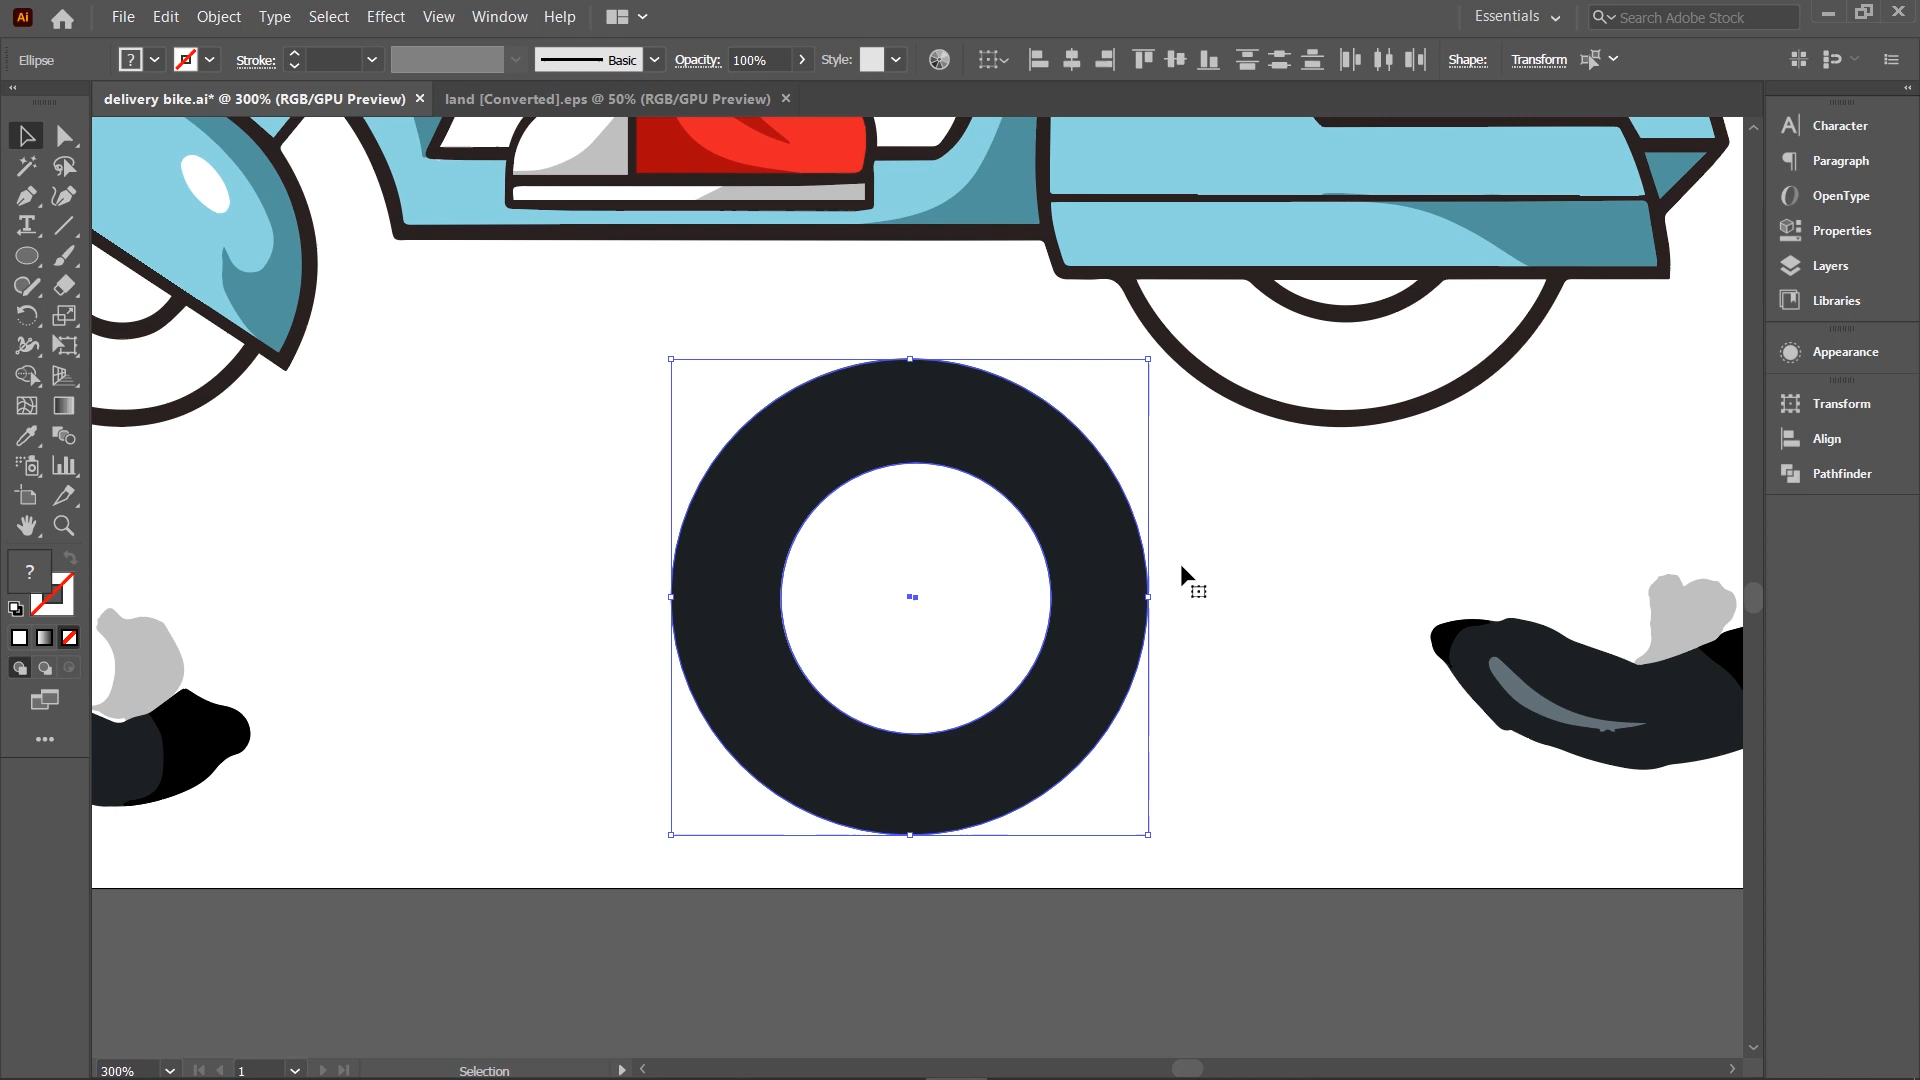 Ai File Edit Object Type Select Effect View Window Help Essentials Search Adobe Stock
Ellipse ? Stroke: Basic Opacity: 100% Style: Shape: Transform
delivery bike.ai* @ 300% (RGB/GPU Preview) × land [Converted].eps @ 50% (RGB/GPU Preview) ×
Character
Paragraph
OpenType
Properties
Layers
Libraries
Appearance
Transform
Align
Pathfinder
?
300% 1 Selection